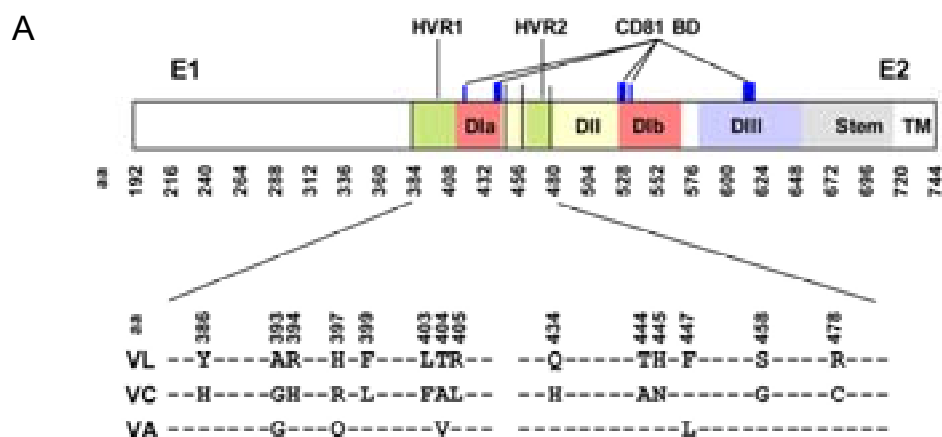 A
HVR1 HVR2 CD81 BD
E1 E2
DIa DII DIb DIII Stem TM
aa 192 216 240 264 288 312 336 360 384 408 432 456 480 504 528 552 576 600 624 648 672 696 720 744
aa 386 393 394 397 399 403 404 405 434 444 445 447 458 478
VL --Y----AR--H-F---LTR-- --Q-----TH-F----S----R---
VC --H----GH--R-L---FAL-- --H-----AN------G----C---
VA -------G---Q------V--- -----------L-------------